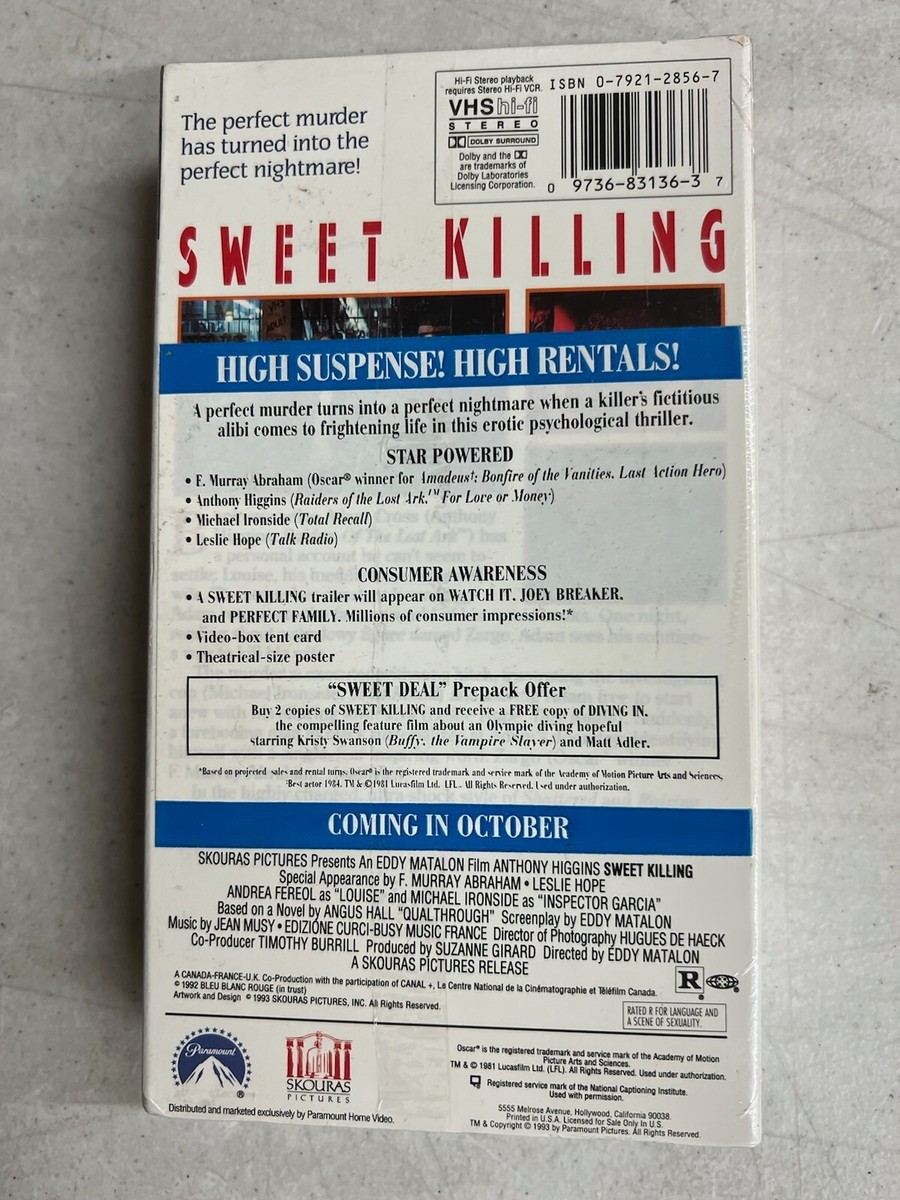 The perfect murder
has turned into the
perfect nightmare!
Hi-Fi Stereo playback
requires Stereo Hi-Fi VCR.
VHS hi-fi
STEREO
DOLBY SURROUND
Dolby and the
are trademarks of
Dolby Laboratories
Licensing Corporation.
ISBN 0-7921-2856-7
0 9736-83136-3 7
SWEET KILLING
HIGH SUSPENSE! HIGH RENTALS!
A perfect murder turns into a perfect nightmare when a killer's fictitious
alibi comes to frightening life in this erotic psychological thriller.
STAR POWERED
• F. Murray Abraham (Oscar® winner for Amadeus†; Bonfire of the Vanities, Last Action Hero)
• Anthony Higgins (Raiders of the Lost Ark,™ For Love or Money)
• Michael Ironside (Total Recall)
• Leslie Hope (Talk Radio)
CONSUMER AWARENESS
• A SWEET KILLING trailer will appear on WATCH IT, JOEY BREAKER,
and PERFECT FAMILY. Millions of consumer impressions!*
• Video-box tent card
• Theatrical-size poster
"SWEET DEAL" Prepack Offer
Buy 2 copies of SWEET KILLING and receive a FREE copy of DIVING IN,
the compelling feature film about an Olympic diving hopeful
starring Kristy Swanson (Buffy, the Vampire Slayer) and Matt Adler.
*Based on projected sales and rental turns. Oscar® is the registered trademark and service mark of the Academy of Motion Picture Arts and Sciences.
†Best actor 1984. TM & ©1981 Lucasfilm Ltd. LFL. All Rights Reserved. Used under authorization.
COMING IN OCTOBER
SKOURAS PICTURES Presents An EDDY MATALON Film ANTHONY HIGGINS SWEET KILLING
Special Appearance by F. MURRAY ABRAHAM • LESLIE HOPE
ANDREA FEREOL as "LOUISE" and MICHAEL IRONSIDE as "INSPECTOR GARCIA"
Based on a Novel by ANGUS HALL "QUALTHROUGH" Screenplay by EDDY MATALON
Music by JEAN MUSY • EDIZIONE CURCI-BUSY MUSIC FRANCE Director of Photography HUGUES DE HAECK
Co-Producer TIMOTHY BURRILL Produced by SUZANNE GIRARD Directed by EDDY MATALON
A SKOURAS PICTURES RELEASE
A CANADA-FRANCE-U.K. Co-Production with the participation of CANAL +, Le Centre National de la Cinématographie et Téléfilm Canada.
© 1992 BLEU BLANC ROUGE (in trust)
Artwork and Design © 1993 SKOURAS PICTURES, INC. All Rights Reserved.
R
RATED R FOR LANGUAGE AND
A SCENE OF SEXUALITY.
Paramount
SKOURAS
PICTURES
Distributed and marketed exclusively by Paramount Home Video.
Oscar® is the registered trademark and service mark of the Academy of Motion
Picture Arts and Sciences.
TM & © 1981 Lucasfilm Ltd. (LFL). All Rights Reserved. Used under authorization.
Registered service mark of the National Captioning Institute.
Used with permission.
5555 Melrose Avenue, Hollywood, California 90038.
Printed in U.S.A. Licensed for Sale Only In U.S.
TM & Copyright © 1993 by Paramount Pictures. All Rights Reserved.